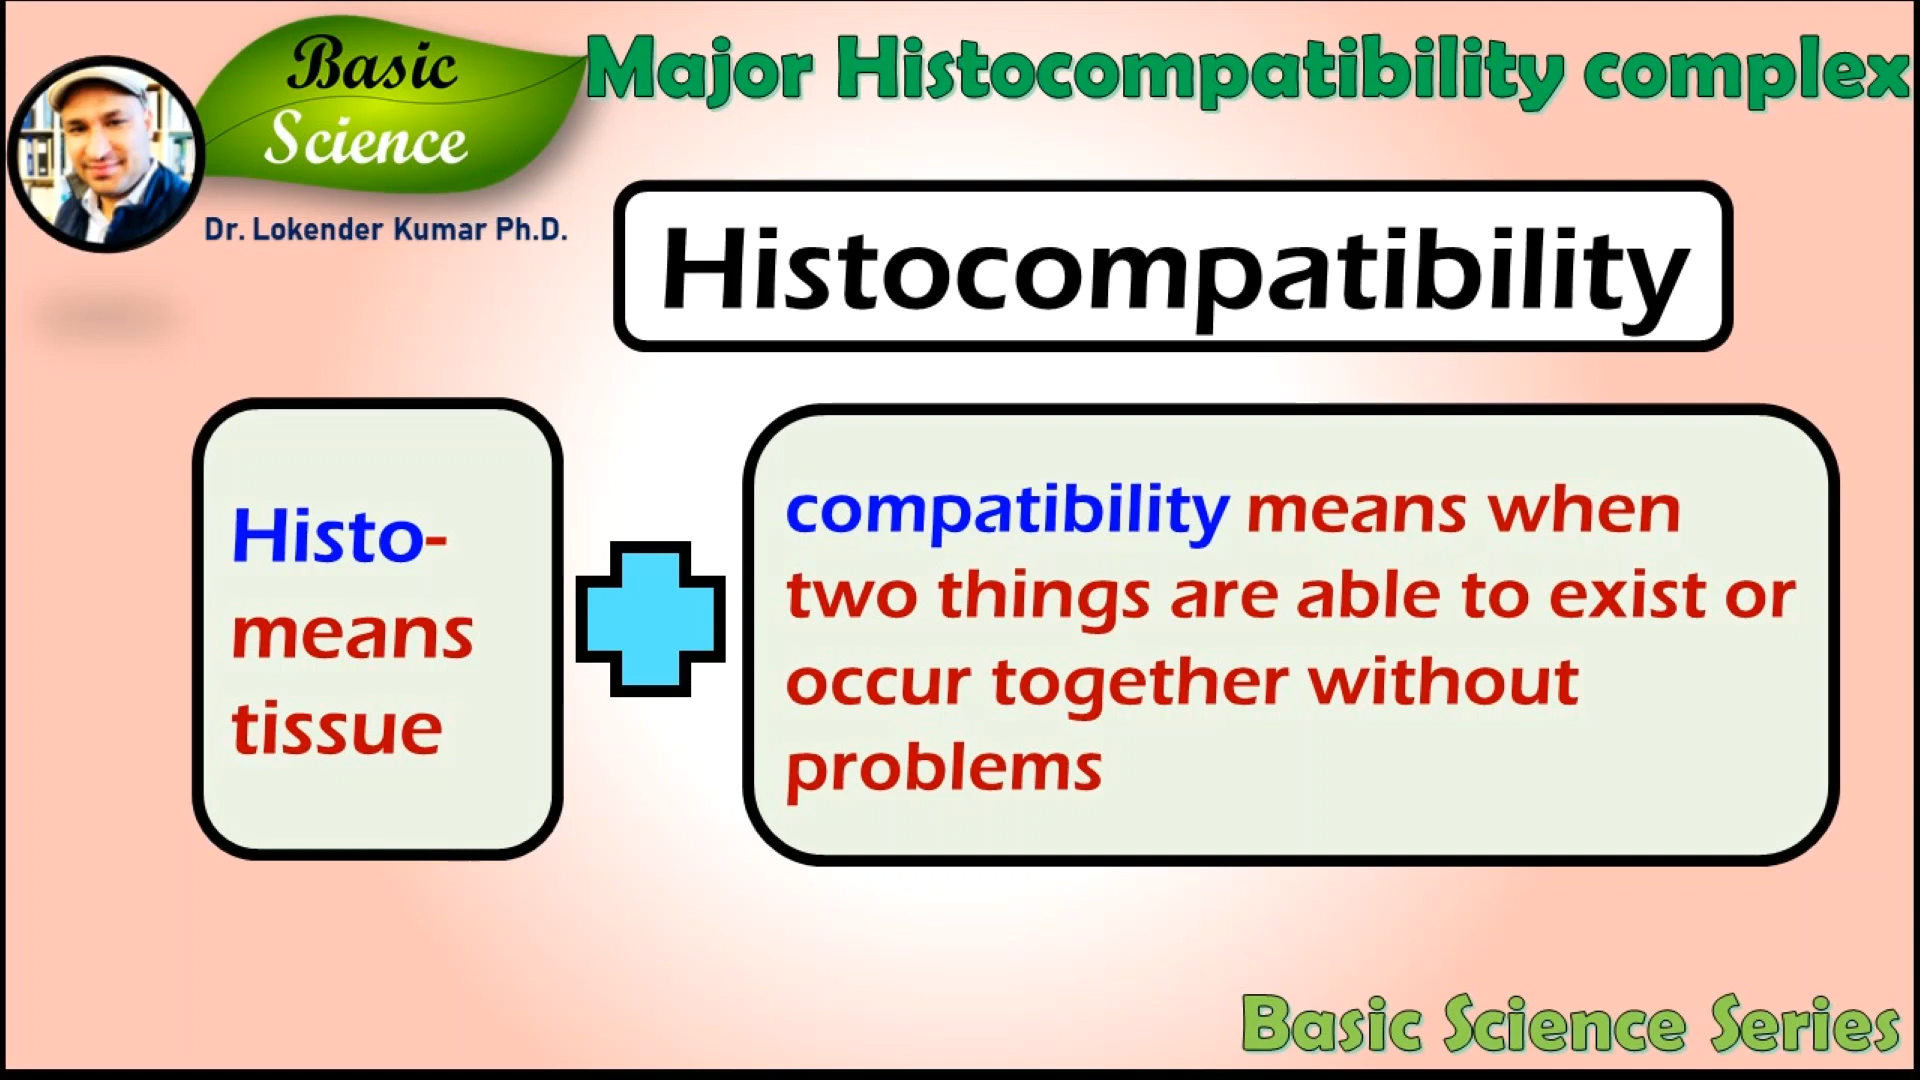 Basic
Science
Major Histocompatibility complex
Dr. Lokender Kumar Ph.D.
Histocompatibility
Histo-
means
tissue
compatibility means when
two things are able to exist or
occur together without
problems
Basic Science Series